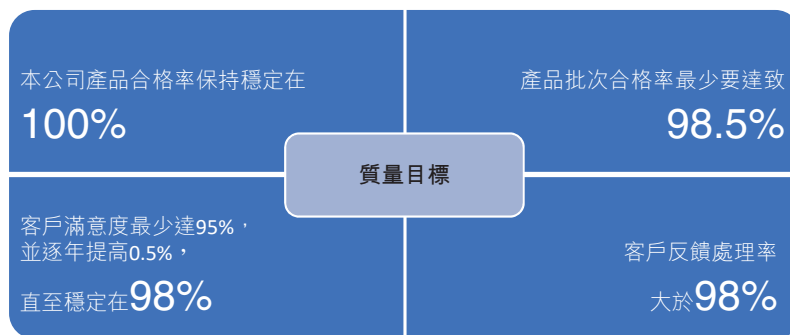 本公司產品合格率保持穩定在
100%
產品批次合格率最少要達致
98.5%
質量目標
客戶滿意度最少達95%，
並逐年提高0.5%，
直至穩定在98%
客戶反饋處理率
大於98%